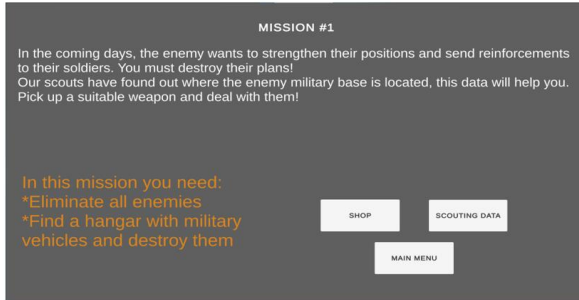 MISSION #1
In the coming days, the enemy wants to strengthen their positions and send reinforcements
to their soldiers. You must destroy their plans!
Our scouts have found out where the enemy military base is located, this data will help you.
Pick up a suitable weapon and deal with them!
In this mission you need:
*Eliminate all enemies
*Find a hangar with military
vehicles and destroy them
SHOP
SCOUTING DATA
MAIN MENU